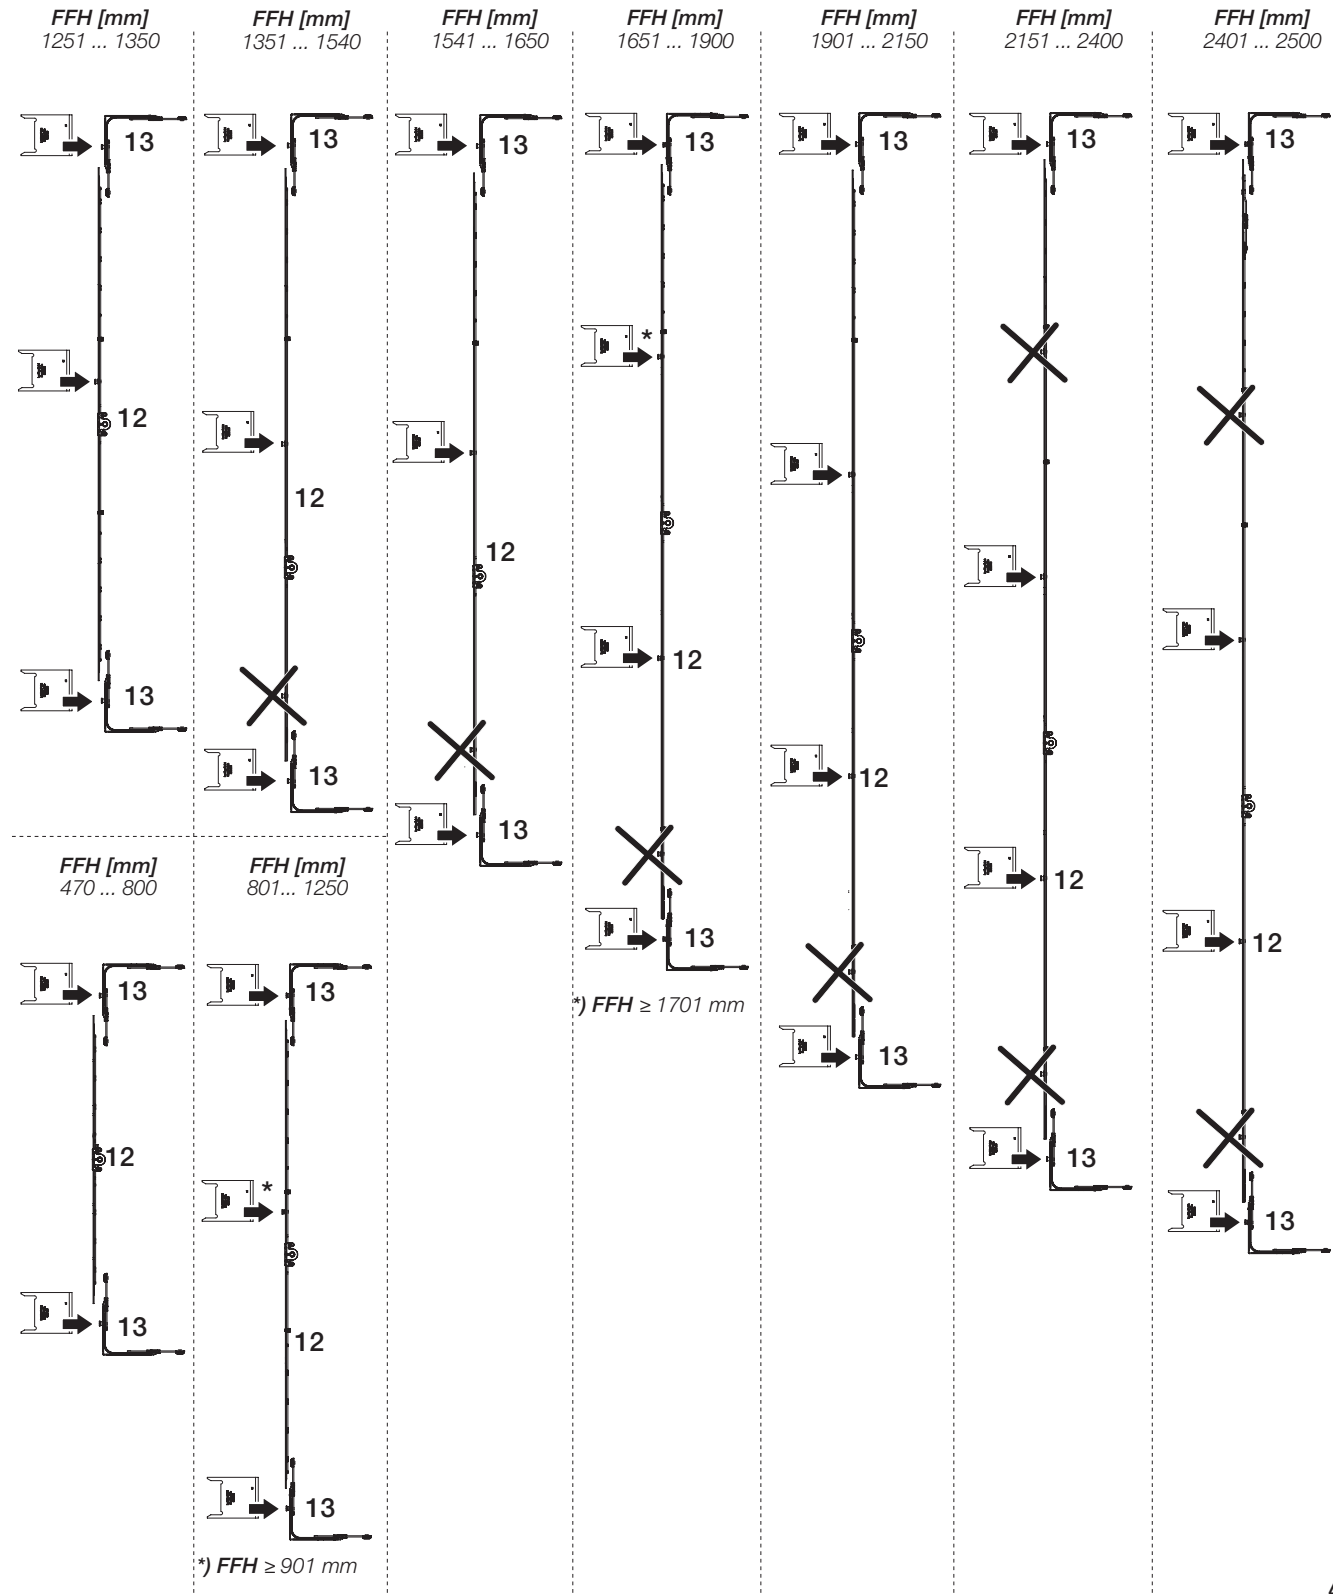 FFH [mm]
1251 ... 1350
13
12
13
FFH [mm]
1351 ... 1540
13
12
13
FFH [mm]
1541 ... 1650
13
12
13
FFH [mm]
1651 ... 1900
13
*
12
13
*) FFH ≥ 1701 mm
FFH [mm]
1901 ... 2150
13
12
13
FFH [mm]
2151 ... 2400
13
12
13
FFH [mm]
2401 ... 2500
13
12
13
FFH [mm]
470 ... 800
13
12
13
FFH [mm]
801... 1250
13
*
12
13
*) FFH ≥ 901 mm